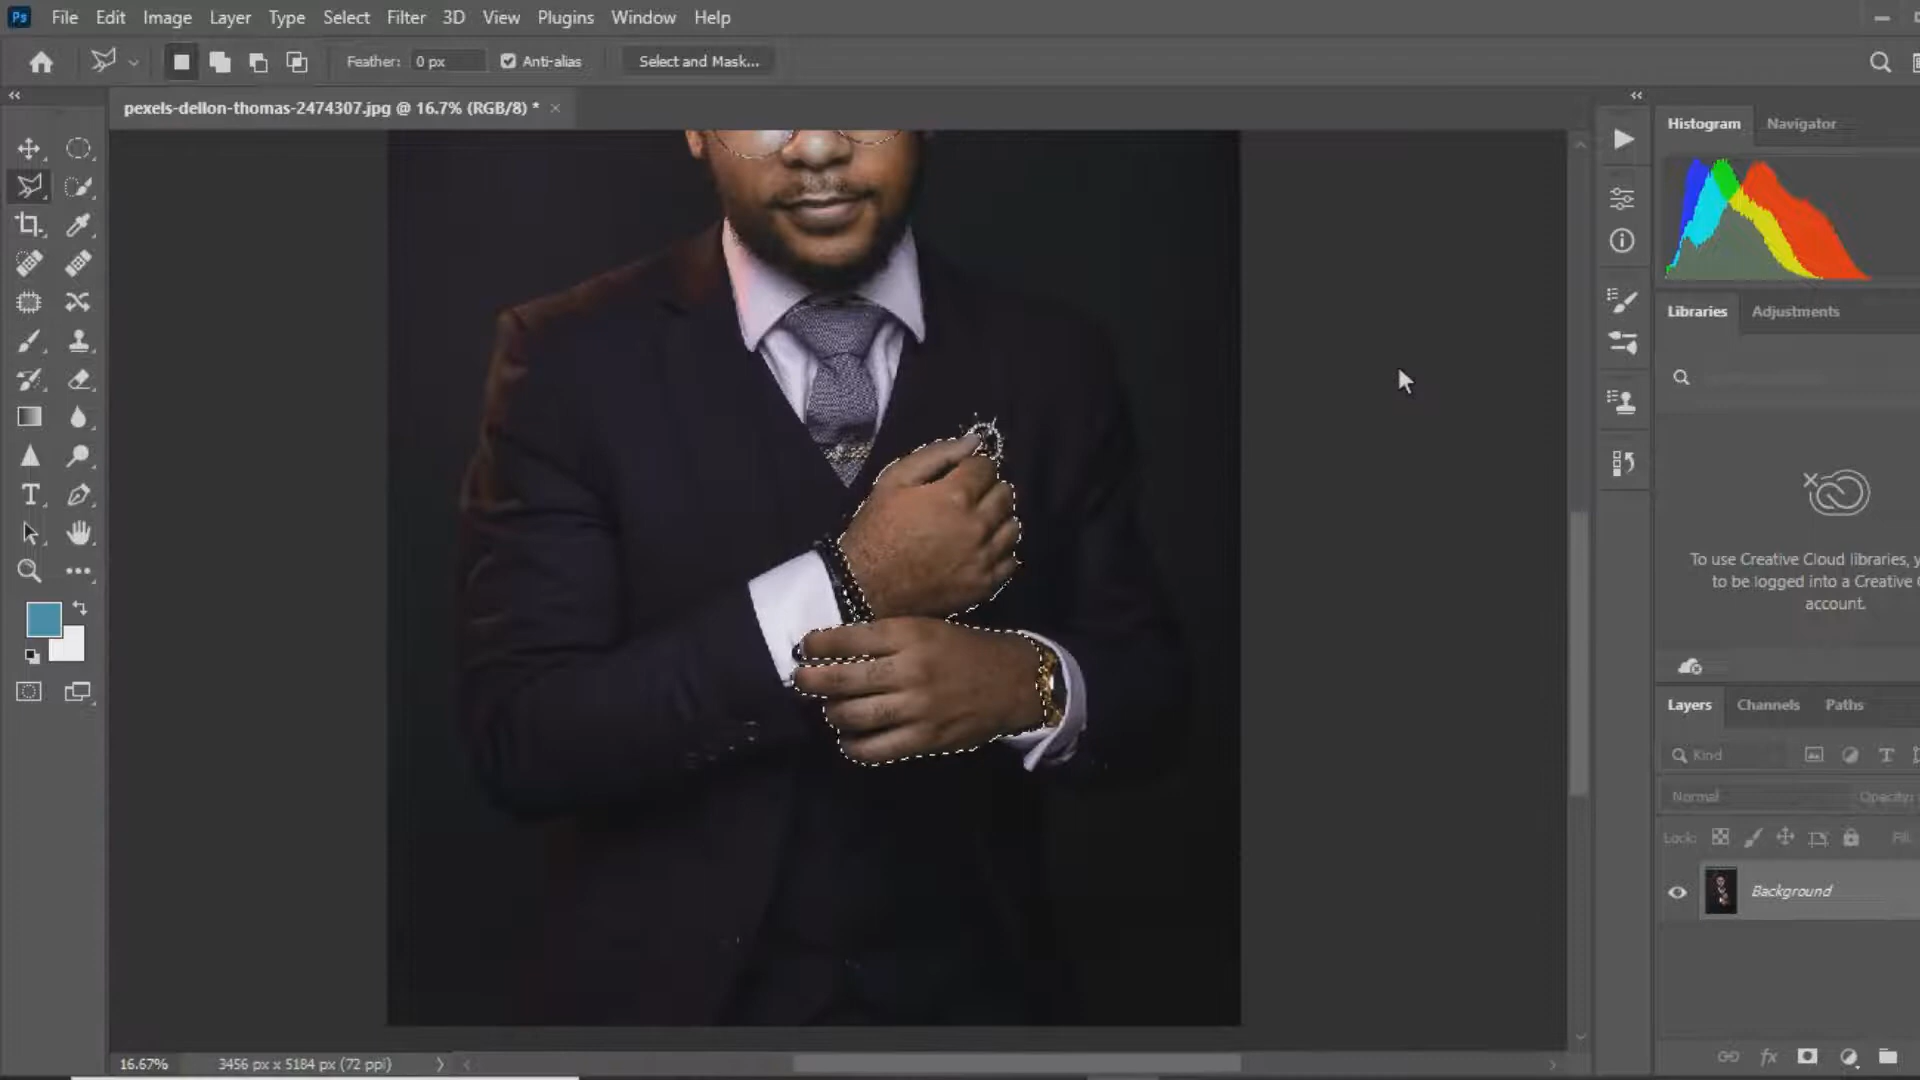 Ps File Edit Image Layer Type Select Filter 3D View Plugins Window Help
Feather: 0 px Anti-alias Select and Mask...
pexels-dellon-thomas-2474307.jpg @ 16.7% (RGB/8) * ×
Histogram Navigator
Libraries Adjustments
To use Creative Cloud libraries, y
to be logged into a Creative C
account.
Layers Channels Paths
Kind
Normal Opacity:
Lock: Fill
Background
fx
16.67% 3456 px x 5184 px (72 ppi)